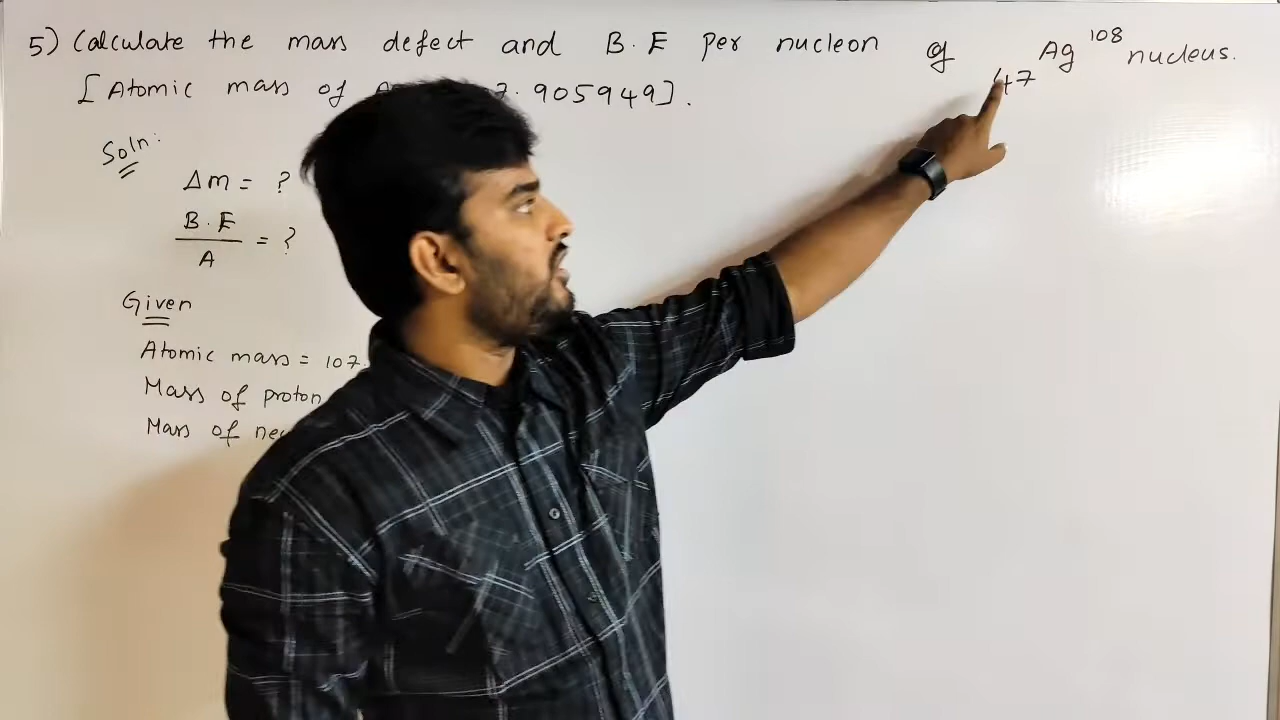 5) Calculate the mass defect and B.E Per nucleon of 47 Ag 108 nucleus.
[Atomic mass of 7.905949].
Soln:
Δm = ?
B.E
A = ?
Given
Atomic mass = 107.
Mass of proton
Mass of